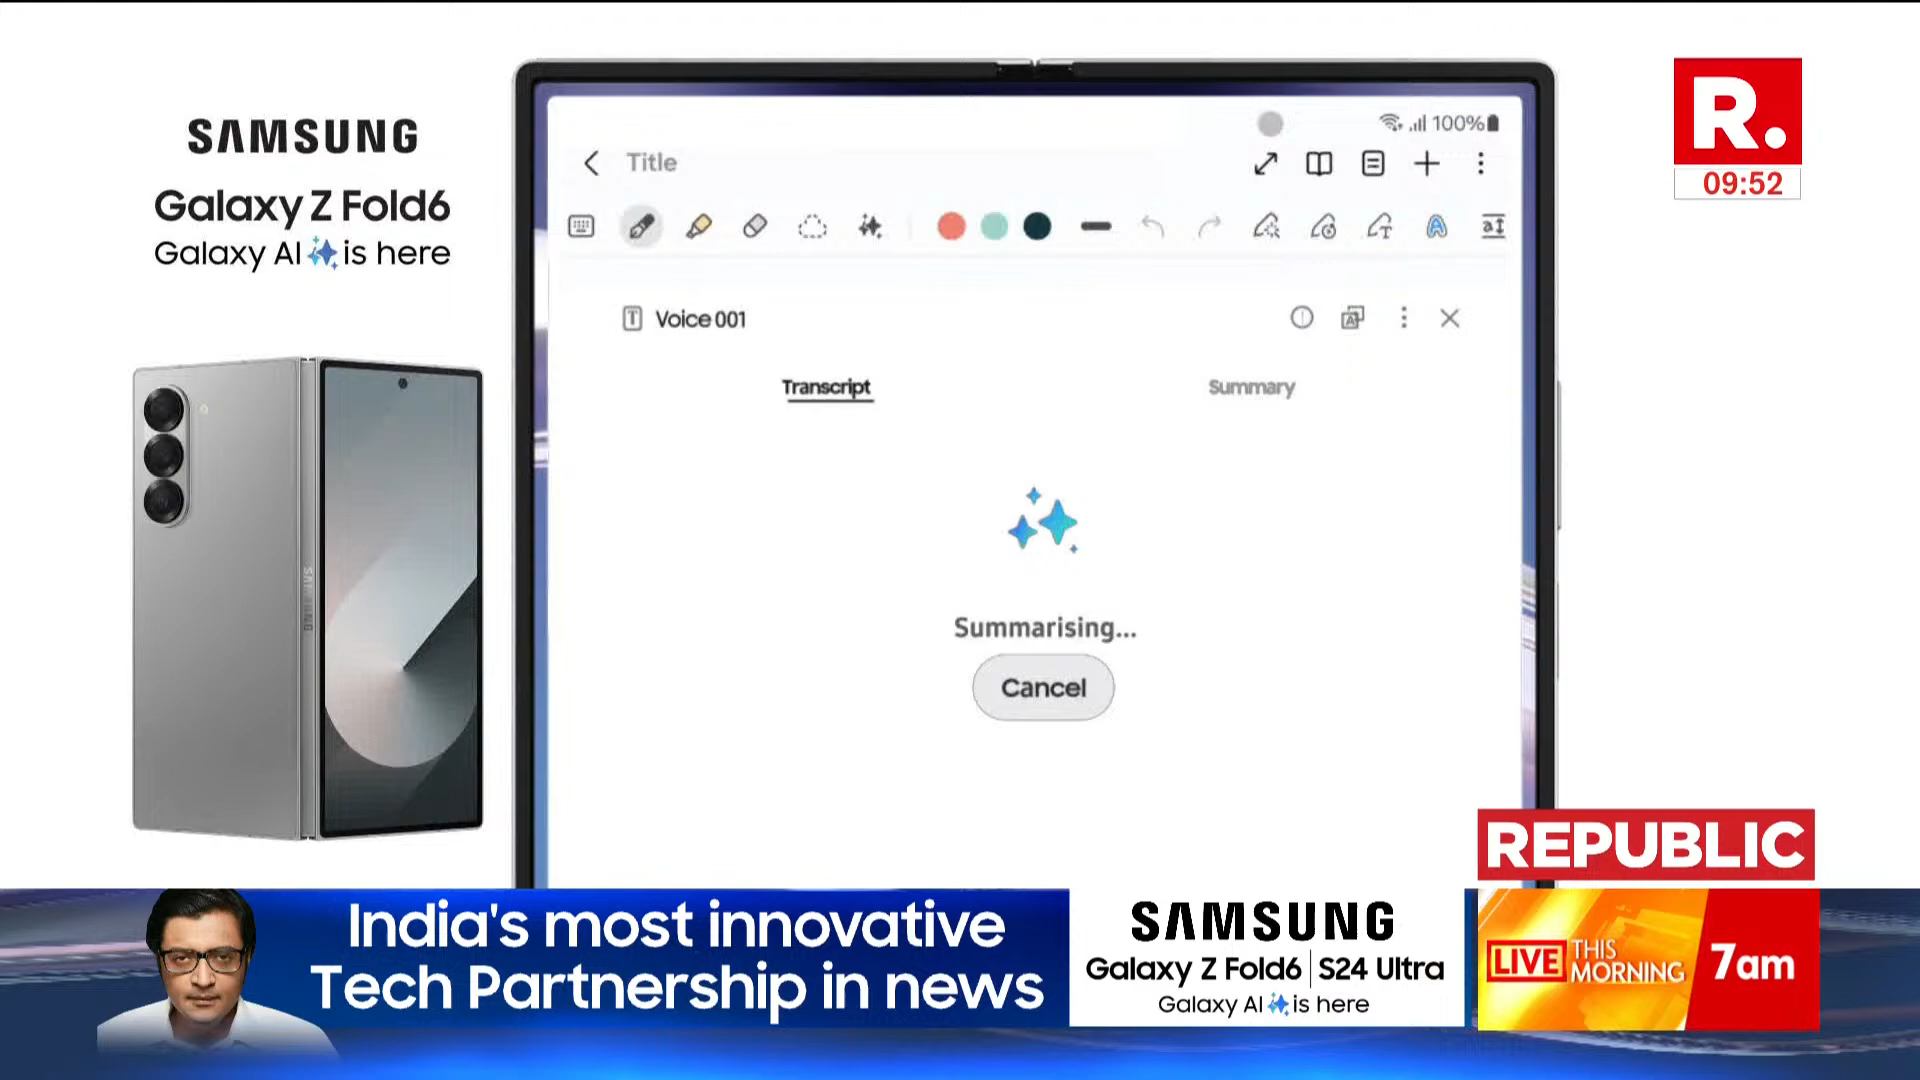 SAMSUNG
Galaxy Z Fold6
Galaxy AI is here
SAMSUNG
100%
Title
Voice 001
Transcript
Summary
Summarising...
Cancel
R.
09:52
REPUBLIC
India's most innovative
Tech Partnership in news
SAMSUNG
Galaxy Z Fold6 | S24 Ultra
Galaxy AI is here
LIVE THIS MORNING 7am